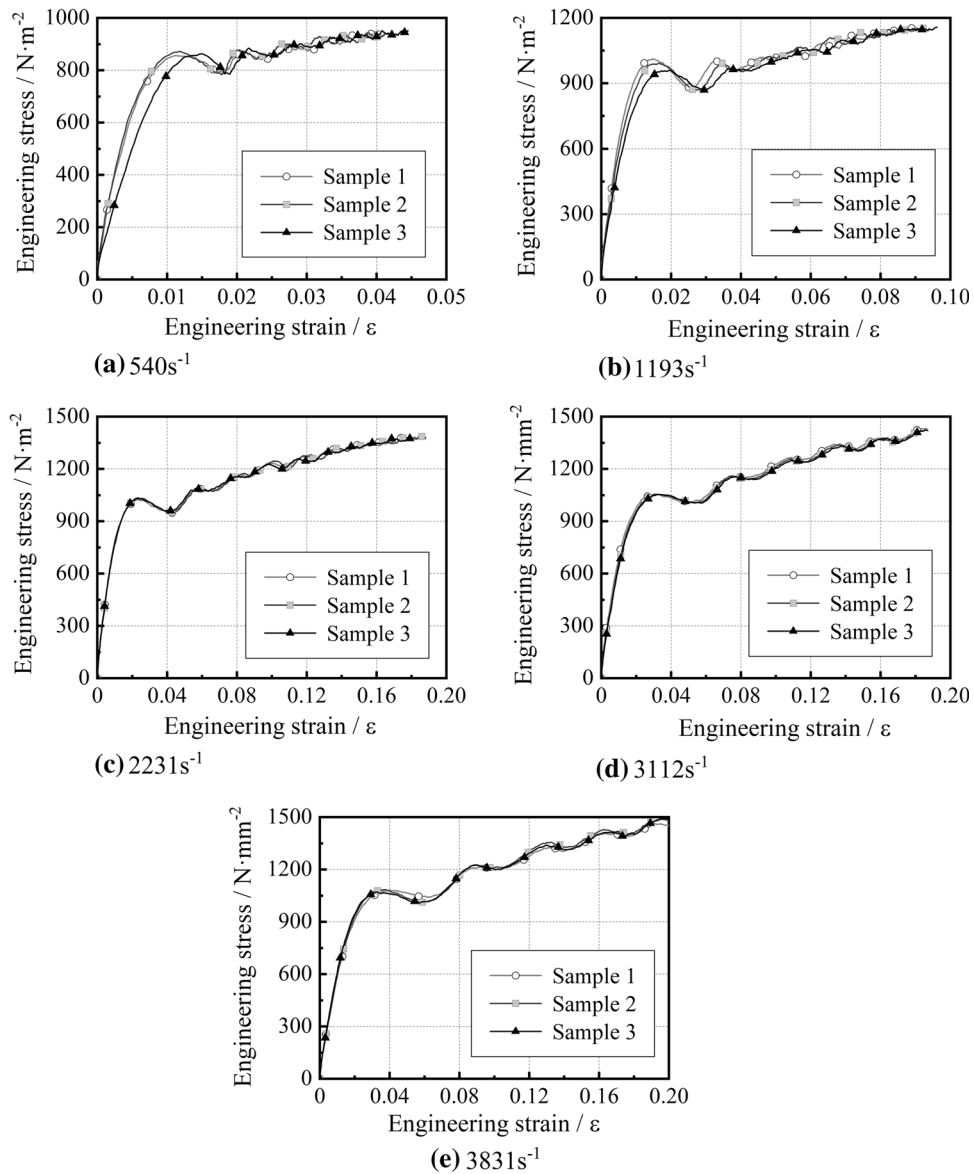 Engineering stress / N·m⁻²
1000
800
600
400
200
0
0 0.01 0.02 0.03 0.04 0.05
Engineering strain / ε
Sample 1
Sample 2
Sample 3
(a) 540s⁻¹
Engineering stress / N·m⁻²
1200
900
600
300
0
0 0.02 0.04 0.06 0.08 0.10
Engineering strain / ε
Sample 1
Sample 2
Sample 3
(b) 1193s⁻¹
Engineering stress / N·m⁻²
1500
1200
900
600
300
0
0 0.04 0.08 0.12 0.16 0.20
Engineering strain / ε
Sample 1
Sample 2
Sample 3
(c) 2231s⁻¹
Engineering stress / N·mm⁻²
1500
1200
900
600
300
0
0 0.04 0.08 0.12 0.16 0.20
Engineering strain / ε
Sample 1
Sample 2
Sample 3
(d) 3112s⁻¹
Engineering stress / N·mm⁻²
1500
1200
900
600
300
0
0 0.04 0.08 0.12 0.16 0.20
Engineering strain / ε
Sample 1
Sample 2
Sample 3
(e) 3831s⁻¹